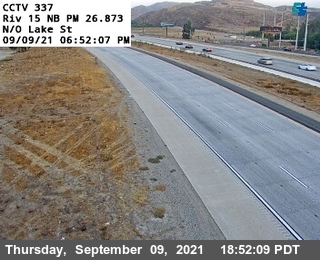 CCTV 337
Riv 15 NB PM 26.873
N/O Lake St
09/09/21 06:52:07 PM
Thursday, September 09, 2021 18:52:09 PDT